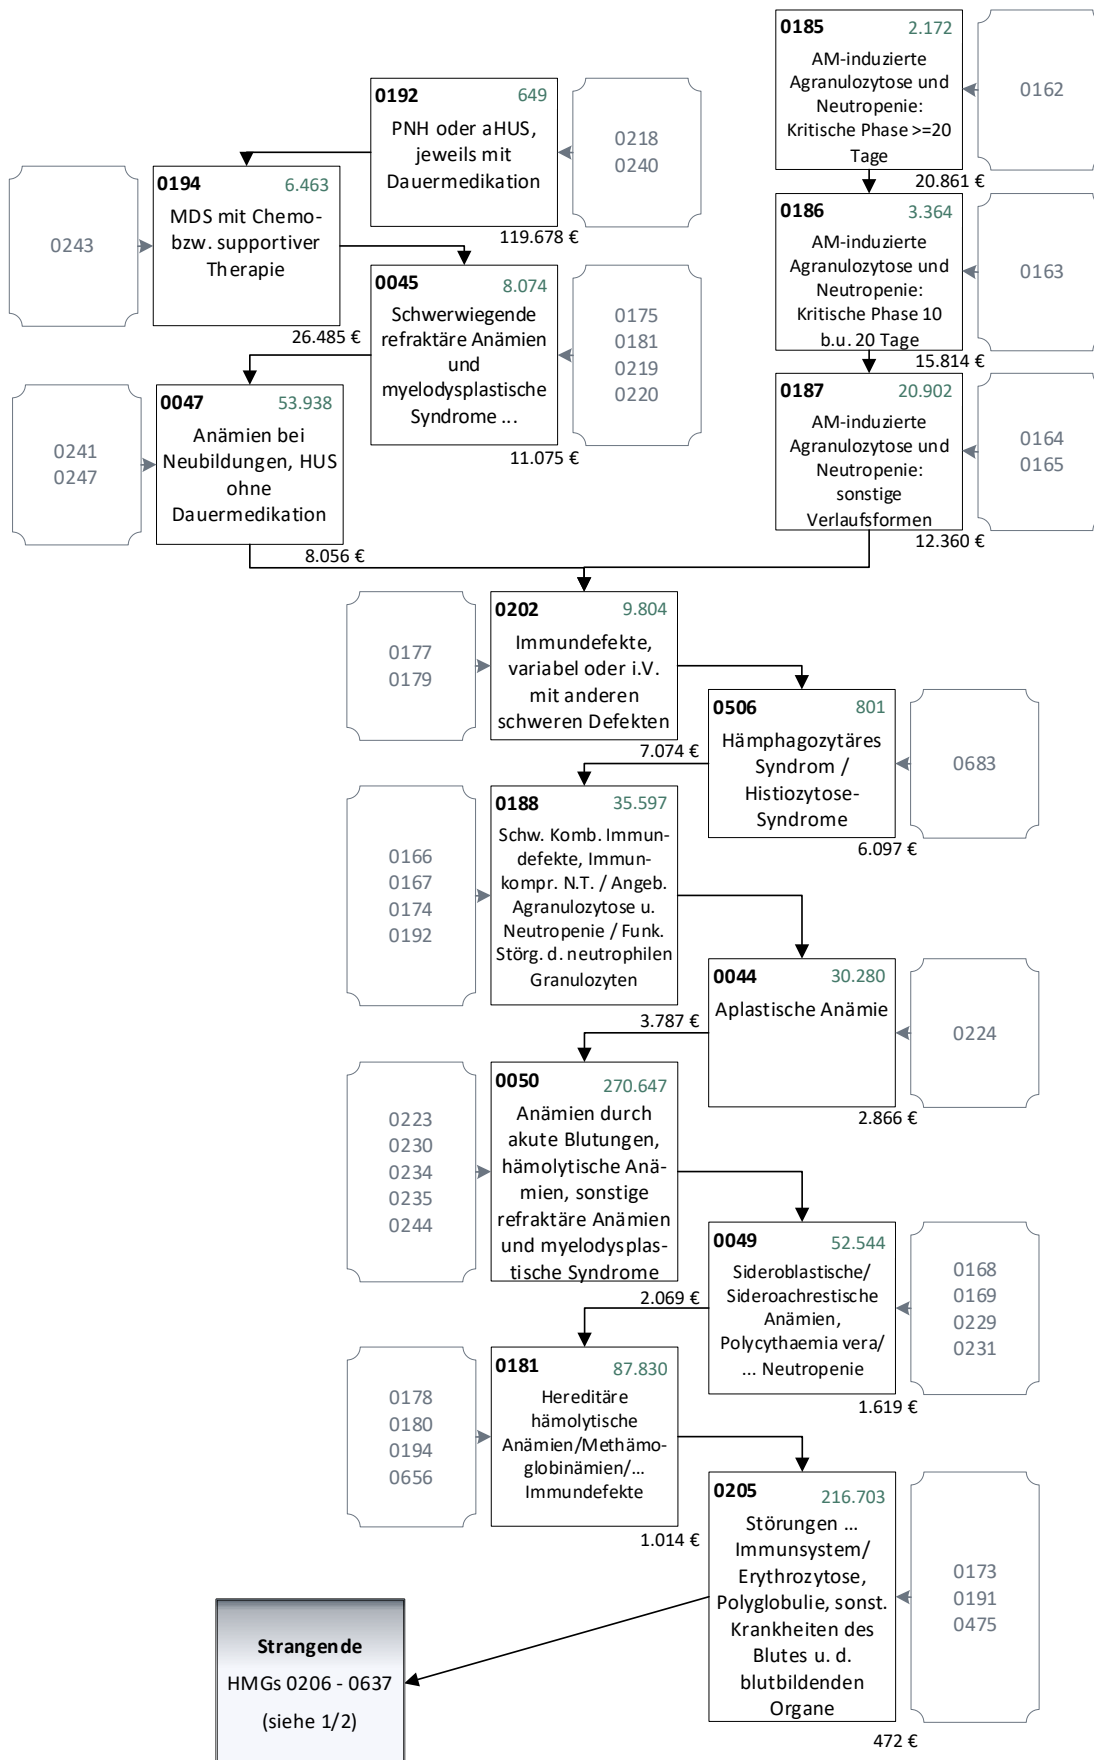 0185 2.172
AM-induzierte
Agranulozytose und
Neutropenie:
Kritische Phase >=20
Tage
20.861 €
0162
0192 649
PNH oder aHUS,
jeweils mit
Dauermedikation
119.678 €
0218
0240
0194 6.463
MDS mit Chemo-
bzw. supportiver
Therapie
26.485 €
0243
0186 3.364
AM-induzierte
Agranulozytose und
Neutropenie:
Kritische Phase 10
b.u. 20 Tage
15.814 €
0163
0045 8.074
Schwerwiegende
refraktäre Anämien
und
myelodysplastische
Syndrome ...
11.075 €
0175
0181
0219
0220
0047 53.938
Anämien bei
Neubildungen, HUS
ohne
Dauermedikation
8.056 €
0241
0247
0187 20.902
AM-induzierte
Agranulozytose und
Neutropenie:
sonstige
Verlaufsformen
12.360 €
0164
0165
0202 9.804
Immundefekte,
variabel oder i.V.
mit anderen
schweren Defekten
7.074 €
0177
0179
0506 801
Hämphagozytäres
Syndrom /
Histiozytose-
Syndrome
6.097 €
0683
0188 35.597
Schw. Komb. Immun-
defekte, Immun-
kompr. N.T. / Angeb.
Agranulozytose u.
Neutropenie / Funk.
Störg. d. neutrophilen
Granulozyten
3.787 €
0166
0167
0174
0192
0044 30.280
Aplastische Anämie
2.866 €
0224
0050 270.647
Anämien durch
akute Blutungen,
hämolytische Anä-
mien, sonstige
refraktäre Anämien
und myelodysplas-
tische Syndrome
2.069 €
0223
0230
0234
0235
0244
0049 52.544
Sideroblastische/
Sideroachrestische
Anämien,
Polycythaemia vera/
... Neutropenie
1.619 €
0168
0169
0229
0231
0181 87.830
Hereditäre
hämolytische
Anämien/Methämo-
globinämien/...
Immundefekte
1.014 €
0178
0180
0194
0656
0205 216.703
Störungen ...
Immunsystem/
Erythrozytose,
Polyglobulie, sonst.
Krankheiten des
Blutes u. d.
blutbildenden
Organe
472 €
0173
0191
0475
Strangende
HMGs 0206 - 0637
(siehe 1/2)